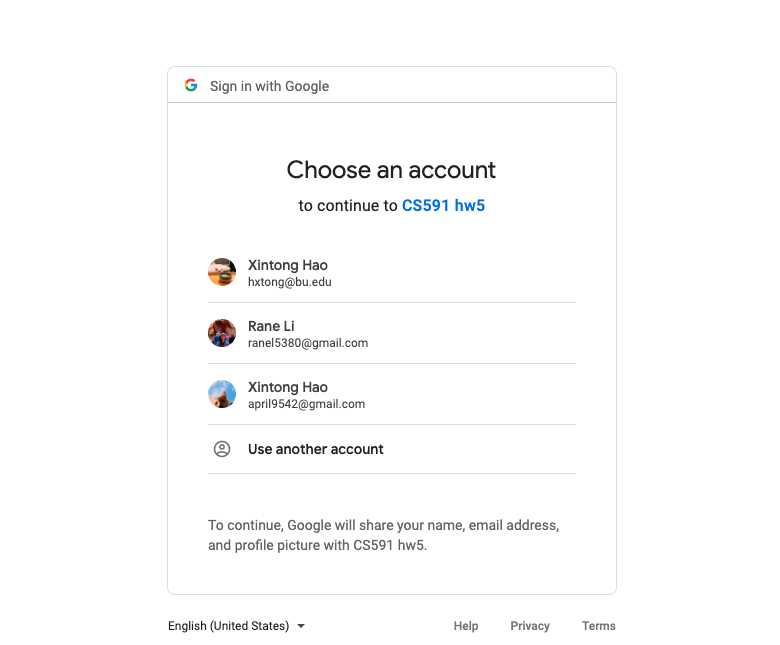 Sign in with Google
Choose an account
to continue to CS591 hw5
Xintong Hao
hxtong@bu.edu
Rane Li
ranel5380@gmail.com
Xintong Hao
april9542@gmail.com
Use another account
To continue, Google will share your name, email address,
and profile picture with CS591 hw5.
English (United States) Help Privacy Terms